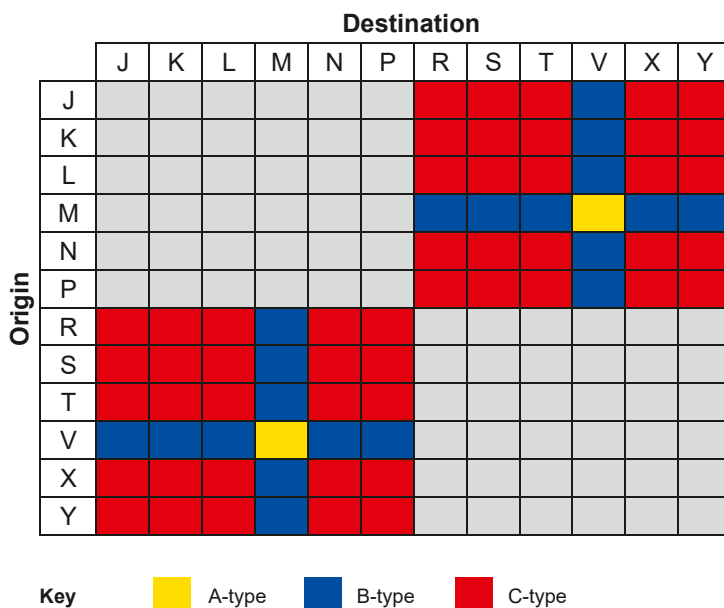 Destination
J K L M N P R S T V X Y
Origin
J
K
L
M
N
P
R
S
T
V
X
Y
Key A-type B-type C-type